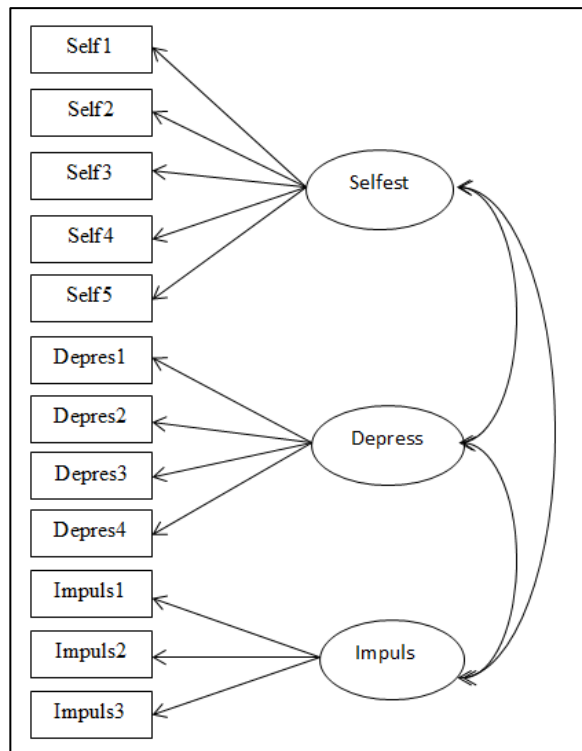 Self1
Self2
Self3
Self4
Self5
Selfest
Depres1
Depres2
Depres3
Depres4
Depress
Impuls1
Impuls2
Impuls3
Impuls